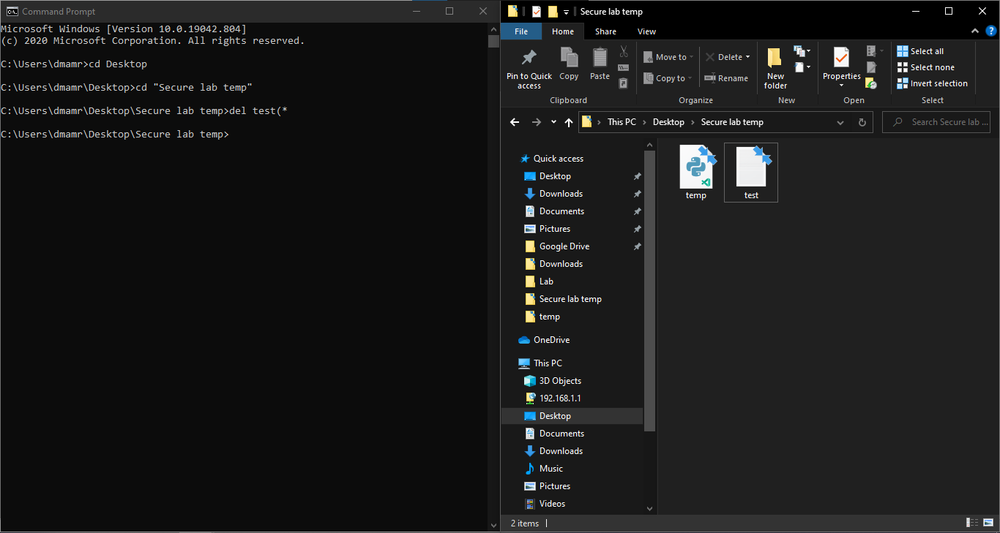 Command Prompt
Microsoft Windows [Version 10.0.19042.804]
(c) 2020 Microsoft Corporation. All rights reserved.
C:\Users\dmamr>cd Desktop
C:\Users\dmamr\Desktop>cd "Secure lab temp"
C:\Users\dmamr\Desktop\Secure lab temp>del test(*
C:\Users\dmamr\Desktop\Secure lab temp>
Secure lab temp
File Home Share View
Pin to Quick access
Copy
Paste
Clipboard
Move to
Copy to
Delete
Rename
Organize
New folder
New
Properties
Open
Select all
Select none
Invert selection
Select
This PC > Desktop > Secure lab temp
Search Secure lab ...
Quick access
Desktop
Downloads
Documents
Pictures
Google Drive
Downloads
Lab
Secure lab temp
temp
OneDrive
This PC
3D Objects
192.168.1.1
Desktop
Documents
Downloads
Music
Pictures
Videos
temp
test
2 items